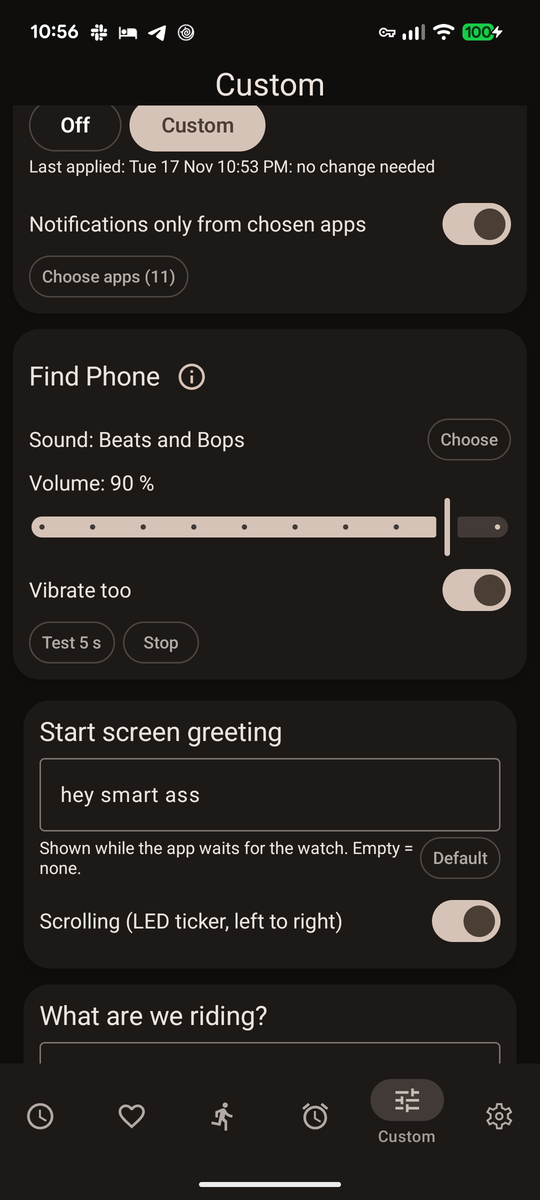 10:56
100
Custom
Off
Custom
Last applied: Tue 17 Nov 10:53 PM: no change needed
Notifications only from chosen apps
Choose apps (11)
Find Phone
Sound: Beats and Bops
Choose
Volume: 90 %
Vibrate too
Test 5 s
Stop
Start screen greeting
hey smart ass
Shown while the app waits for the watch. Empty =
none.
Default
Scrolling (LED ticker, left to right)
What are we riding?
Custom